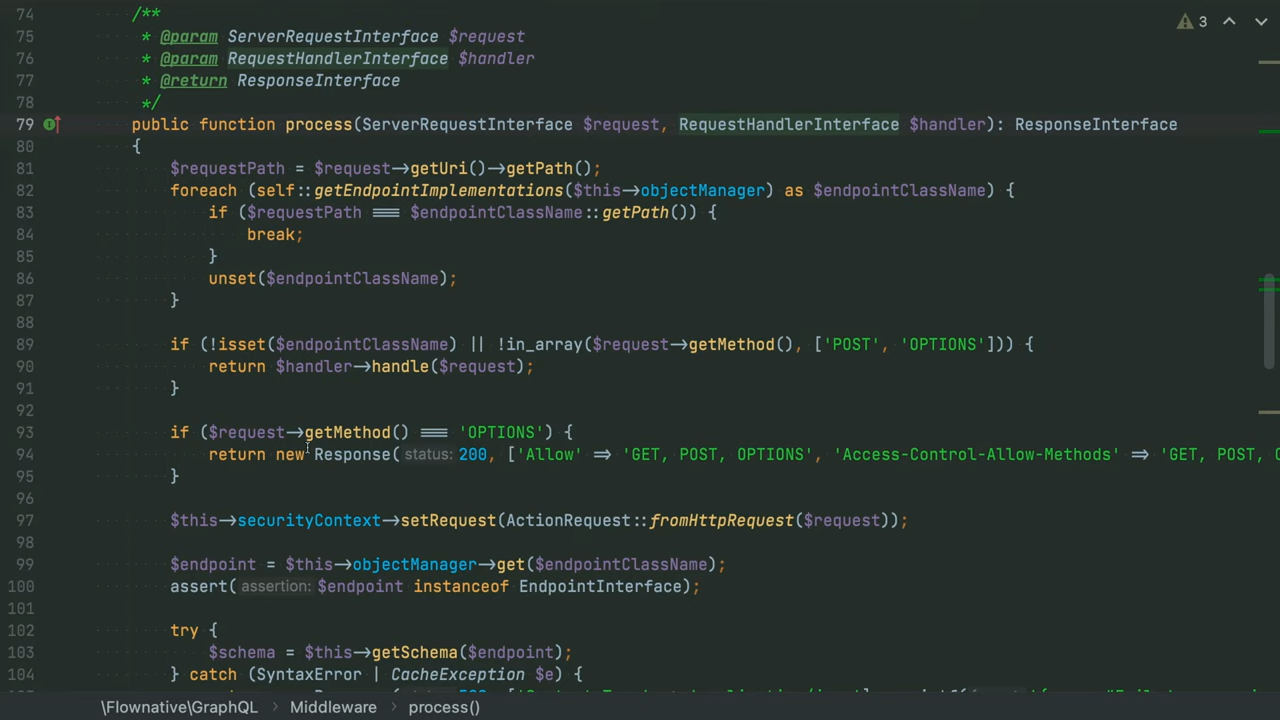 74 /**
75 * @param ServerRequestInterface $request
76 * @param RequestHandlerInterface $handler
77 * @return ResponseInterface
78 */
79 public function process(ServerRequestInterface $request, RequestHandlerInterface $handler): ResponseInterface
80 {
81 $requestPath = $request->getUri()->getPath();
82 foreach (self::getEndpointImplementations($this->objectManager) as $endpointClassName) {
83 if ($requestPath === $endpointClassName::getPath()) {
84 break;
85 }
86 unset($endpointClassName);
87 }
88
89 if (!isset($endpointClassName) || !in_array($request->getMethod(), ['POST', 'OPTIONS'])) {
90 return $handler->handle($request);
91 }
92
93 if ($request->getMethod() === 'OPTIONS') {
94 return new Response( status: 200, ['Allow' => 'GET, POST, OPTIONS', 'Access-Control-Allow-Methods' => 'GET, POST,
95 }
96
97 $this->securityContext->setRequest(ActionRequest::fromHttpRequest($request));
98
99 $endpoint = $this->objectManager->get($endpointClassName);
100 assert( assertion: $endpoint instanceof EndpointInterface);
101
102 try {
103 $schema = $this->getSchema($endpoint);
104 } catch (SyntaxError | CacheException $e) {
3
\Flownative\GraphQL > Middleware > process()